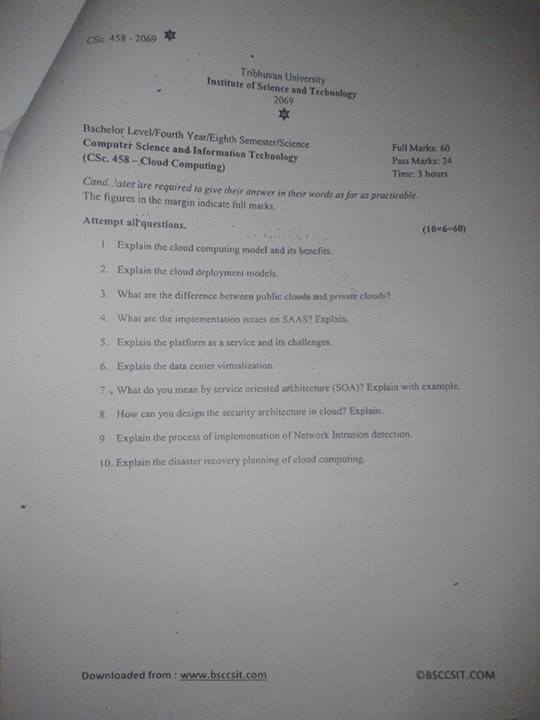 CSc. 458 - 2069
Tribhuvan University
Institute of Science and Technology
2069
Bachelor Level/Fourth Year/Eighth Semester/Science
Computer Science and Information Technology
(CSc. 458 – Cloud Computing)
Full Marks: 60
Pass Marks: 24
Time: 3 hours.
are required to give their answer in their words as far as practicable.
The figures in the margin indicate full marks.
Attempt all questions.
(10×6=60)
1. Explain the cloud computing model and its benefits.
2. Explain the cloud deployment models.
3. What are the difference between public clouds and private clouds?
4. What are the implementation issues on SAAS? Explain.
5. Explain the platform as a service and its challenges.
6. Explain the data center virtualization.
7. What do you mean by service oriented architecture (SOA)? Explain with example.
8. How can you design the security architecture in cloud? Explain.
9. Explain the process of implementation of Network Intrusion detection.
10. Explain the disaster recovery planning of cloud computing.
Downloaded from : www.bsccsit.com
©BSCCSIT.COM